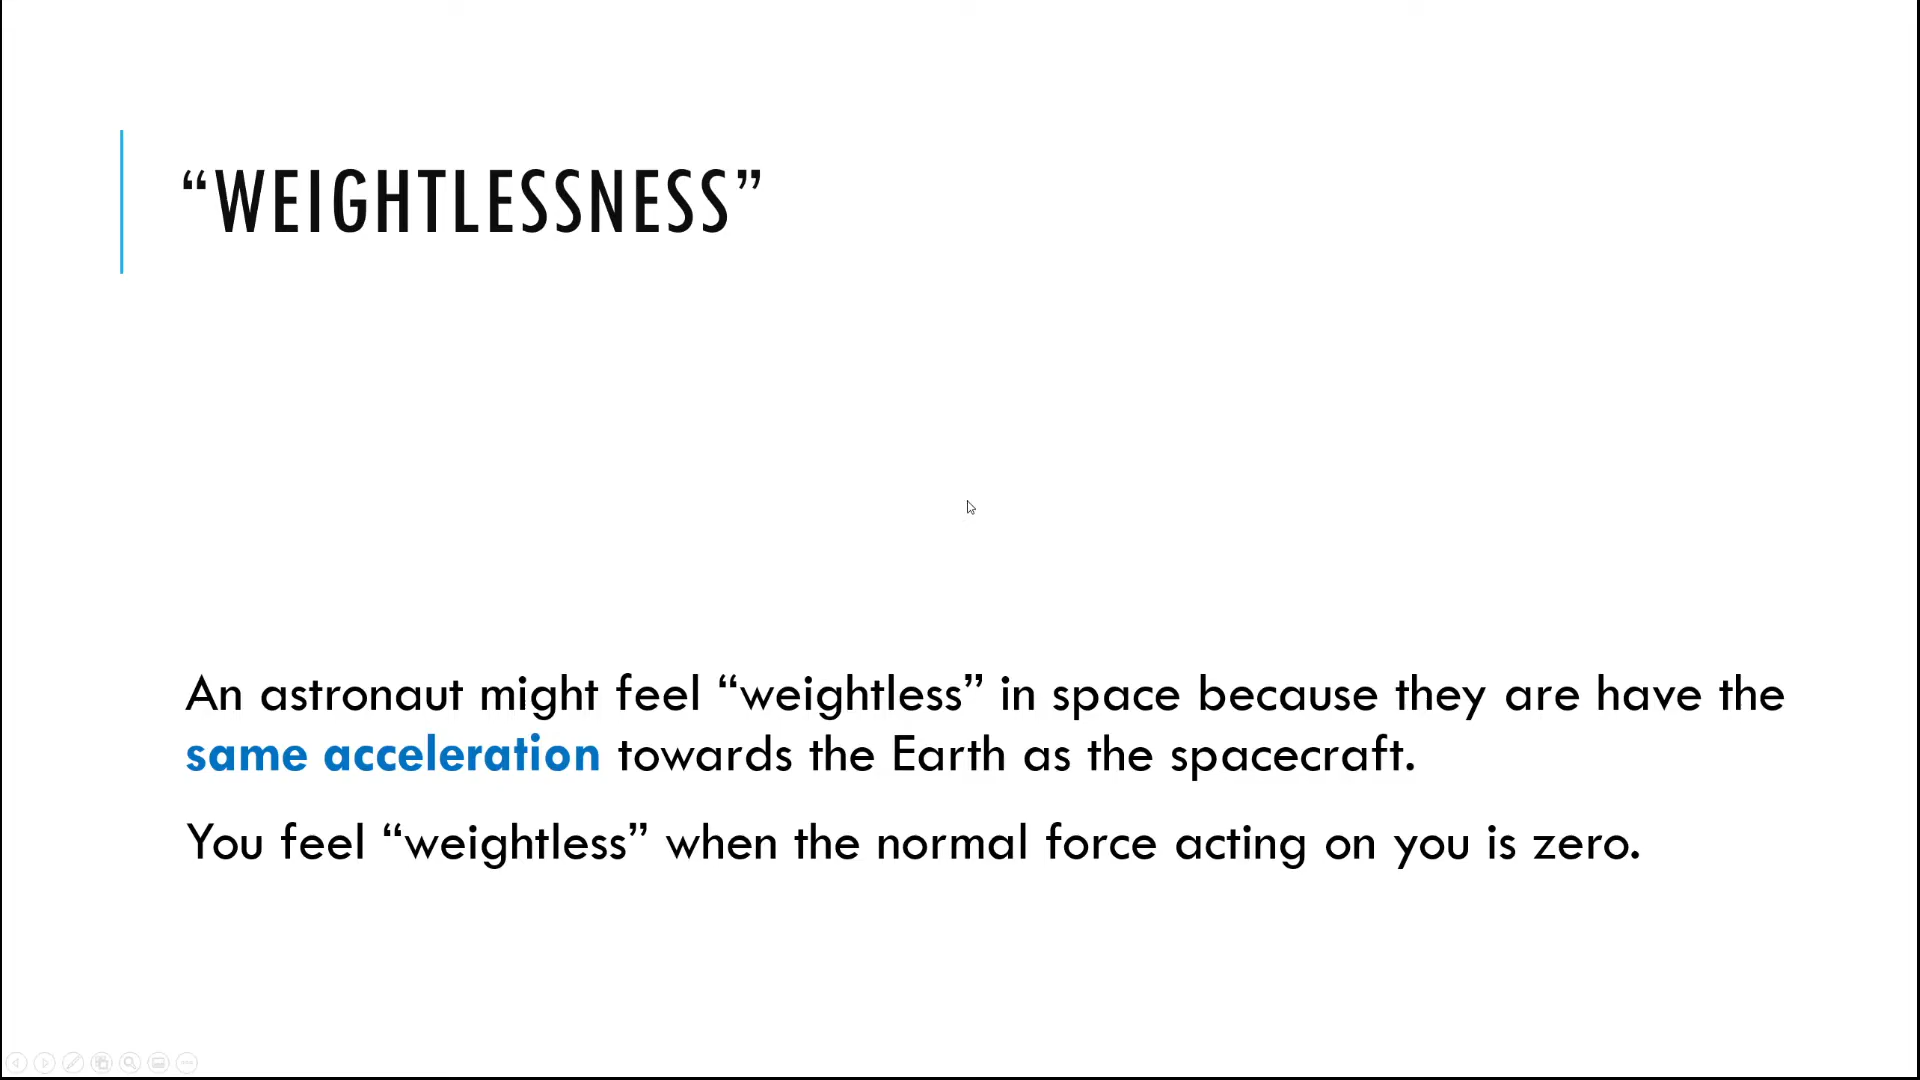 “WEIGHTLESSNESS”
An astronaut might feel “weightless” in space because they are have the
same acceleration towards the Earth as the spacecraft.
You feel “weightless” when the normal force acting on you is zero.